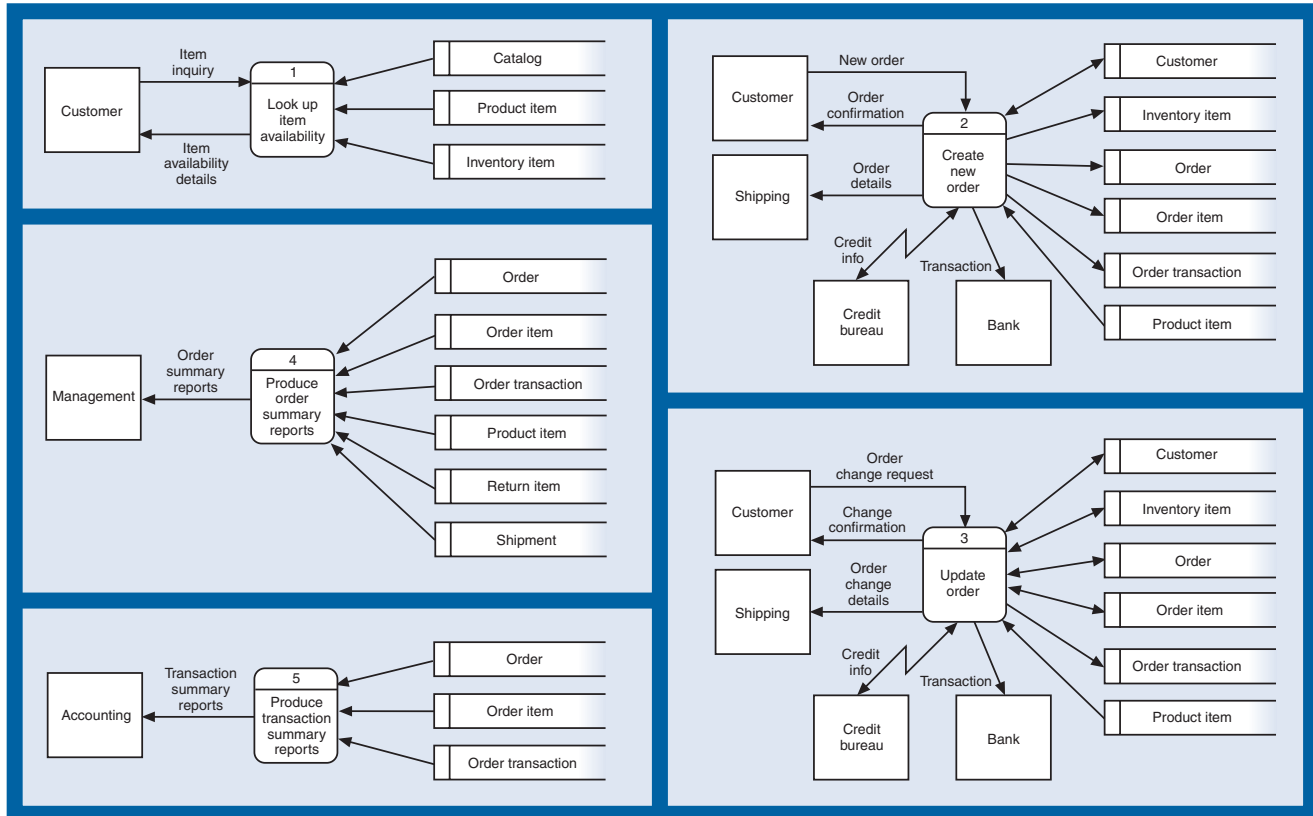 Item
inquiry
Customer
1
Look up
item
availability
Item
availability
details
Catalog
Product item
Inventory item
Order
Order item
Order transaction
Product item
Return item
Shipment
4
Produce
order
summary
reports
Order
summary
reports
Management
Order
Order item
Order transaction
5
Produce
transaction
summary
reports
Transaction
summary
reports
Accounting
New order
Customer
Order
confirmation
2
Create
new
order
Shipping
Order
details
Credit
info
Transaction
Credit
bureau
Bank
Customer
Inventory item
Order
Order item
Order transaction
Product item
Order
change request
Customer
Change
confirmation
3
Update
order
Shipping
Order
change
details
Credit
info
Transaction
Credit
bureau
Bank
Customer
Inventory item
Order
Order item
Order transaction
Product item